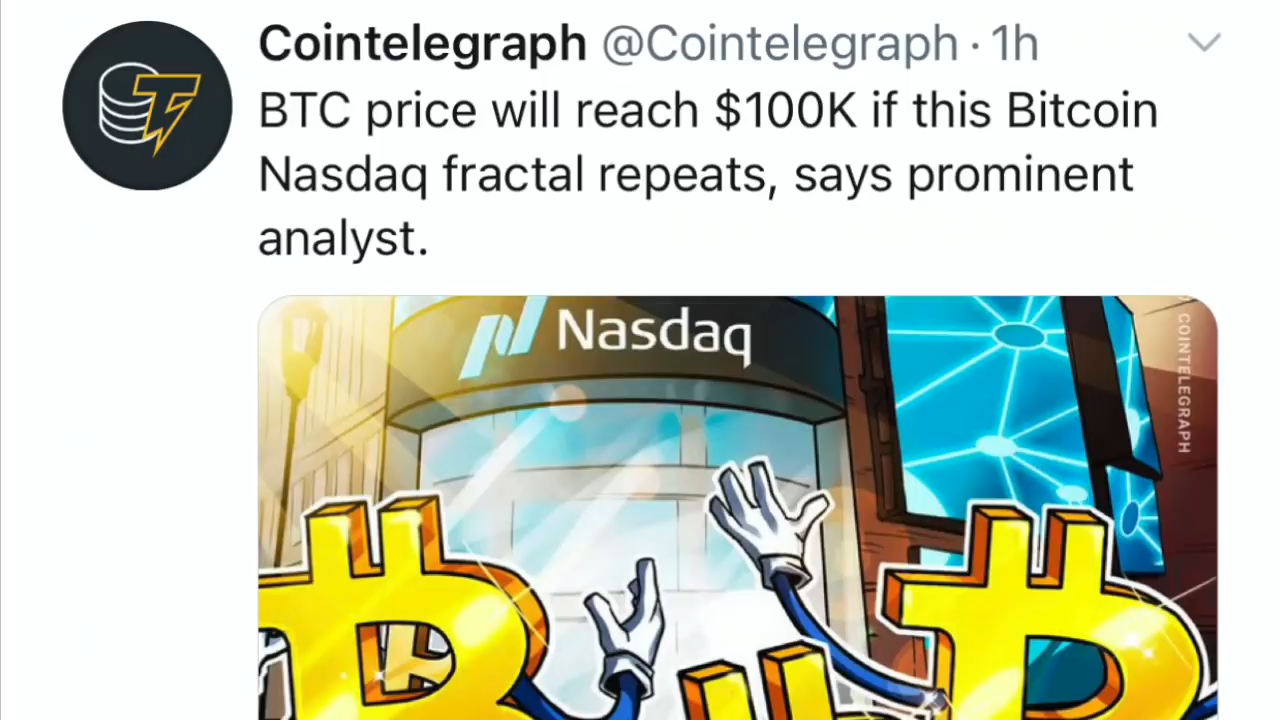 Cointelegraph @Cointelegraph · 1h
BTC price will reach $100K if this Bitcoin
Nasdaq fractal repeats, says prominent
analyst.
Nasdaq
COINTELEGRAPH